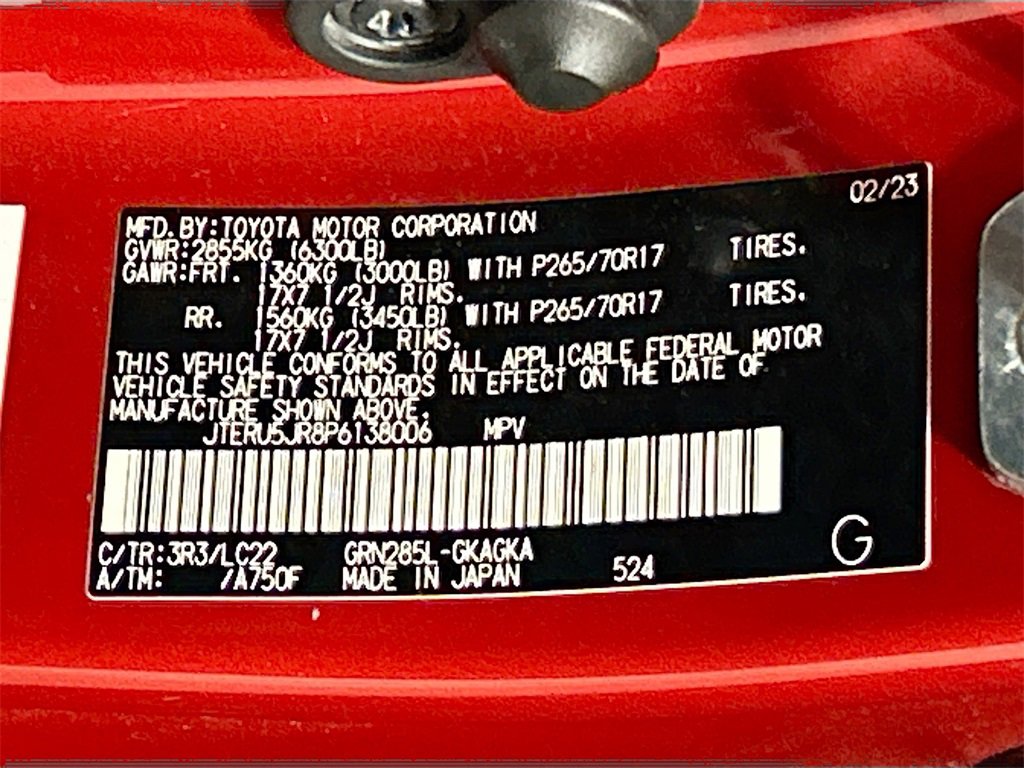 4J
02/23
MFD. BY: TOYOTA MOTOR CORPORATION
GVWR: 2855KG (6300LB)
GAWR: FRT. 1360KG (3000LB) WITH P265/70R17 TIRES.
17X7 1/2J RIMS.
RR. 1560KG (3450LB) WITH P265/70R17 TIRES.
17X7 1/2J RIMS.
THIS VEHICLE CONFORMS TO ALL APPLICABLE FEDERAL MOTOR
VEHICLE SAFETY STANDARDS IN EFFECT ON THE DATE OF
MANUFACTURE SHOWN ABOVE.
JTERU5JR8P6138006 MPV
C/TR: 3R3/LC22 GRN285L-GKAGKA
A/TM: /A750F MADE IN JAPAN 524
G